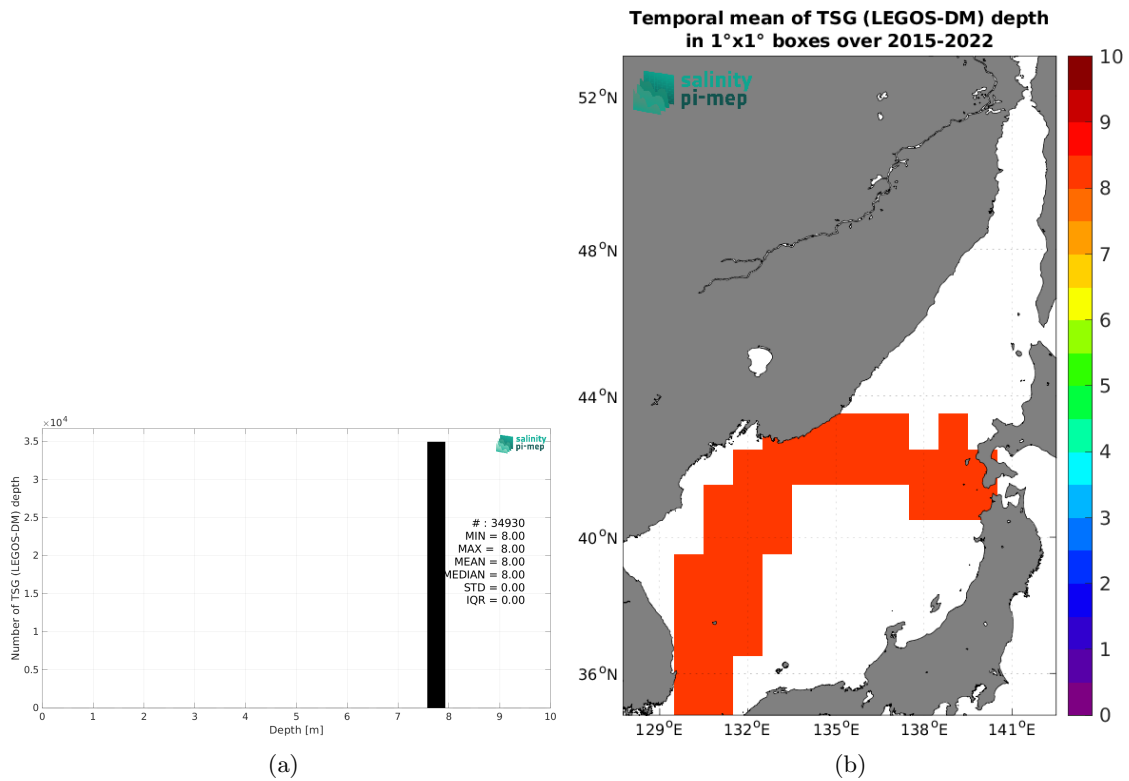 ×10⁴
3.5
3
2.5
2
1.5
1
0.5
0
Number of TSG (LEGOS-DM) depth
salinity
pi-mep
# : 34930
MIN = 8.00
MAX = 8.00
MEAN = 8.00
MEDIAN = 8.00
STD = 0.00
IQR = 0.00
0 1 2 3 4 5 6 7 8 9 10
Depth [m]
(a)
Temporal mean of TSG (LEGOS-DM) depth
in 1°x1° boxes over 2015-2022
salinity
pi-mep
52°N
48°N
44°N
40°N
36°N
129°E 132°E 135°E 138°E 141°E
10
9
8
7
6
5
4
3
2
1
0
(b)